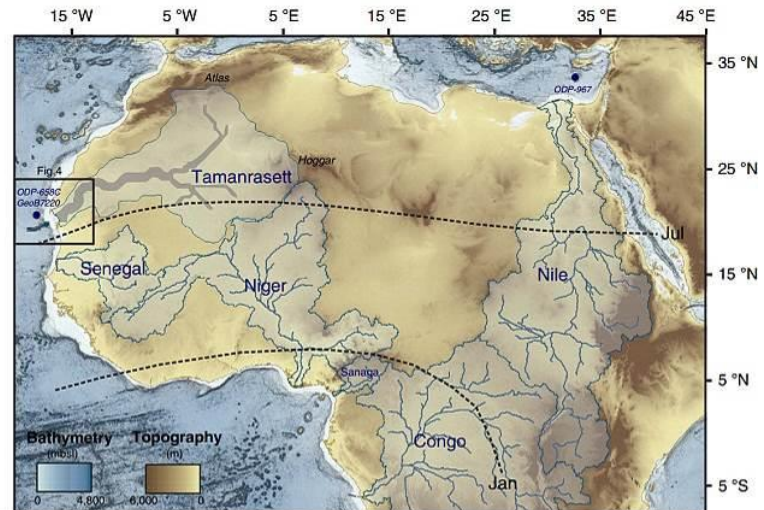 15 °W 5 °W 5 °E 15 °E 25 °E 35 °E 45 °E
35 °N
Atlas
ODP-967
Hoggar
25 °N
Fig.4
Tamanrasett
ODP-658C
GeoB7220
Jul
Senegal
Niger
Nile
15 °N
Sanaga
5 °N
Congo
Bathymetry
(mbsl)
0 4,800
Topography
(m)
6,000 0
Jan
5 °S